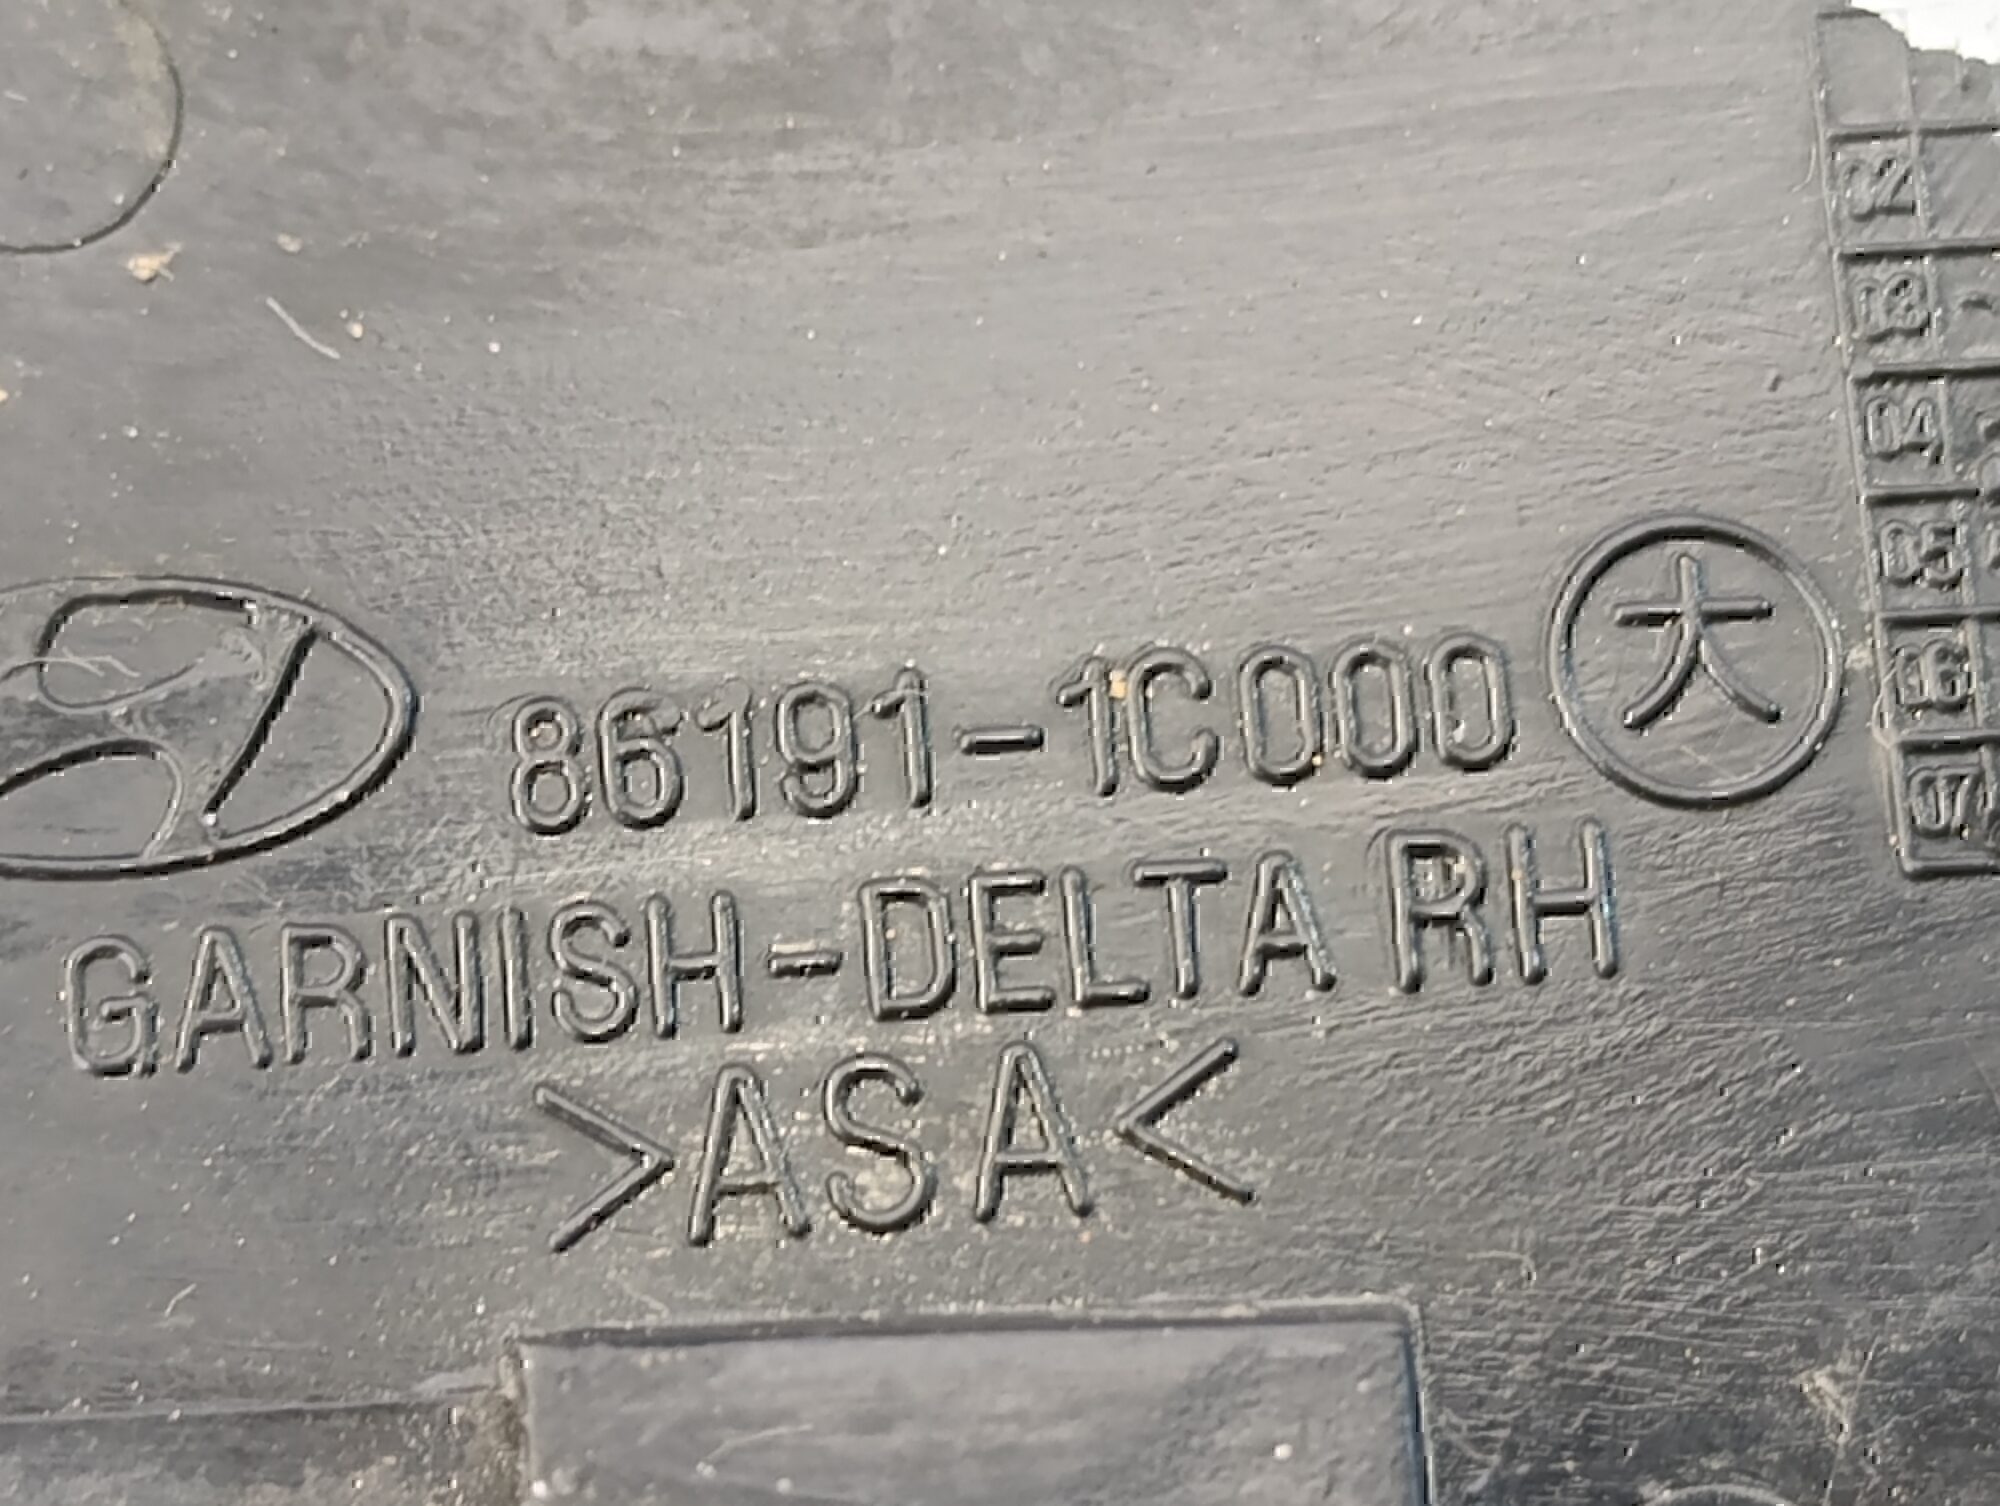 86191-1C000 大
GARNISH-DELTA RH
>ASA<
02
03
04
05
06
07